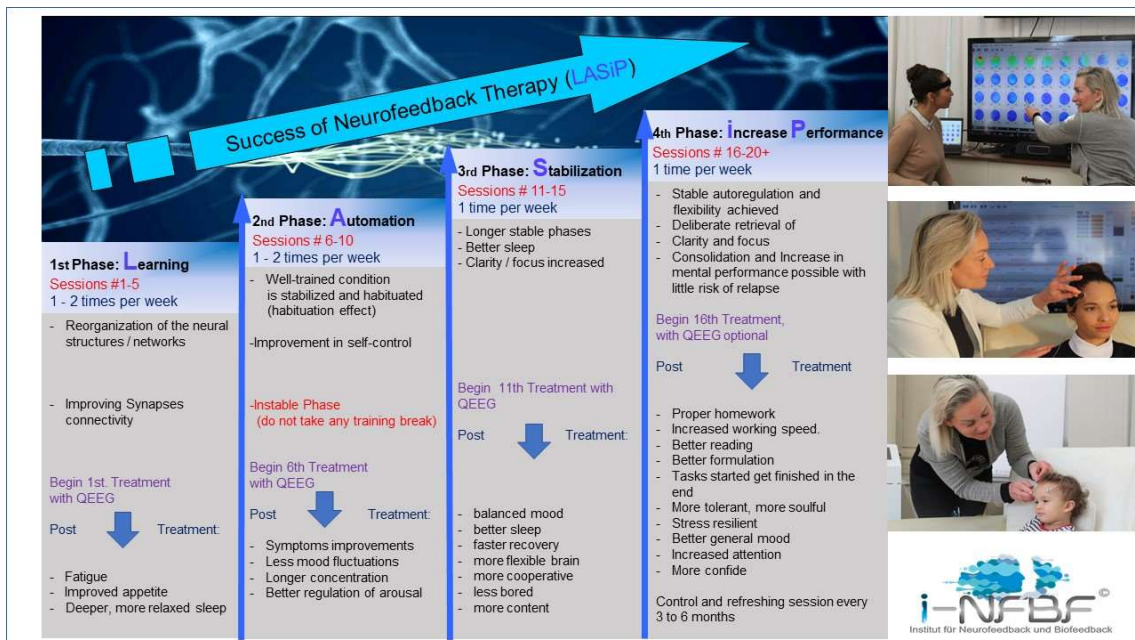 Success of Neurofeedback Therapy (LASiP)
1st Phase: Learning
Sessions #1-5
1 - 2 times per week
- Reorganization of the neural
structures / networks
- Improving Synapses
connectivity
Begin 1st. Treatment
with QEEG
Post Treatment:
- Fatigue
- Improved appetite
- Deeper, more relaxed sleep
2nd Phase: Automation
Sessions # 6-10
1 - 2 times per week
- Well-trained condition
is stabilized and habituated
(habituation effect)
-Improvement in self-control
-Instable Phase
(do not take any training break)
Begin 6th Treatment
with QEEG
Post Treatment:
- Symptoms improvements
- Less mood fluctuations
- Longer concentration
- Better regulation of arousal
3rd Phase: Stabilization
Sessions # 11-15
1 time per week
- Longer stable phases
- Better sleep
- Clarity / focus increased
Begin 11th Treatment with
QEEG
Post Treatment:
- balanced mood
- better sleep
- faster recovery
- more flexible brain
- more cooperative
- less bored
- more content
4th Phase: increase Performance
Sessions # 16-20+
1 time per week
- Stable autoregulation and
flexibility achieved
- Deliberate retrieval of
- Clarity and focus
- Consolidation and Increase in
mental performance possible with
little risk of relapse
Begin 16th Treatment,
with QEEG optional
Post Treatment
- Proper homework
- Increased working speed.
- Better reading
- Better formulation
- Tasks started get finished in the
end
- More tolerant, more soulful
- Stress resilient
- Better general mood
- Increased attention
- More confide
Control and refreshing session every
3 to 6 months
i-NFBF©
Institut für Neurofeedback und Biofeedback